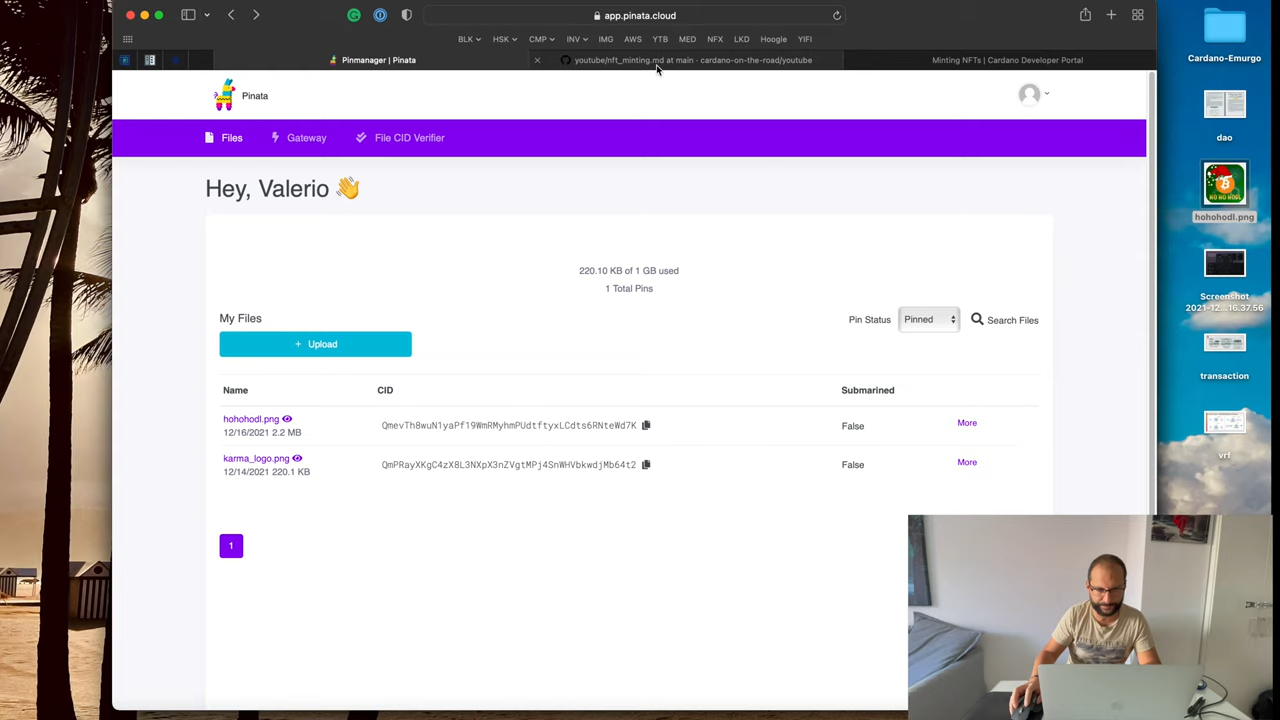 app.pinata.cloud
BLK HSK CMP INV IMG AWS YTB MED NFX LKD Hoogle YIFI
Pinmanager | Pinata
youtube/nft_minting.md at main · cardano-on-the-road/youtube
Minting NFTs | Cardano Developer Portal
Pinata
Files Gateway File CID Verifier
Hey, Valerio 👋
220.10 KB of 1 GB used
1 Total Pins
My Files
Pin Status Pinned Search Files
+ Upload
Name CID Submarined
hohohodl.png QmevTh8wuN1yaPf19WmRMyhmPUdtftyxLCdts6RNteWd7K False More
12/16/2021 2.2 MB
karma_logo.png QmPRayXKgC4zX8L3NXpX3nZVgtMPj4SnWHVbkwdjMb64t2 False More
12/14/2021 220.1 KB
1
Cardano-Emurgo
dao
HO HO HODL
hohohodl.png
Screenshot
2021-12...16.37.56
transaction
vrf